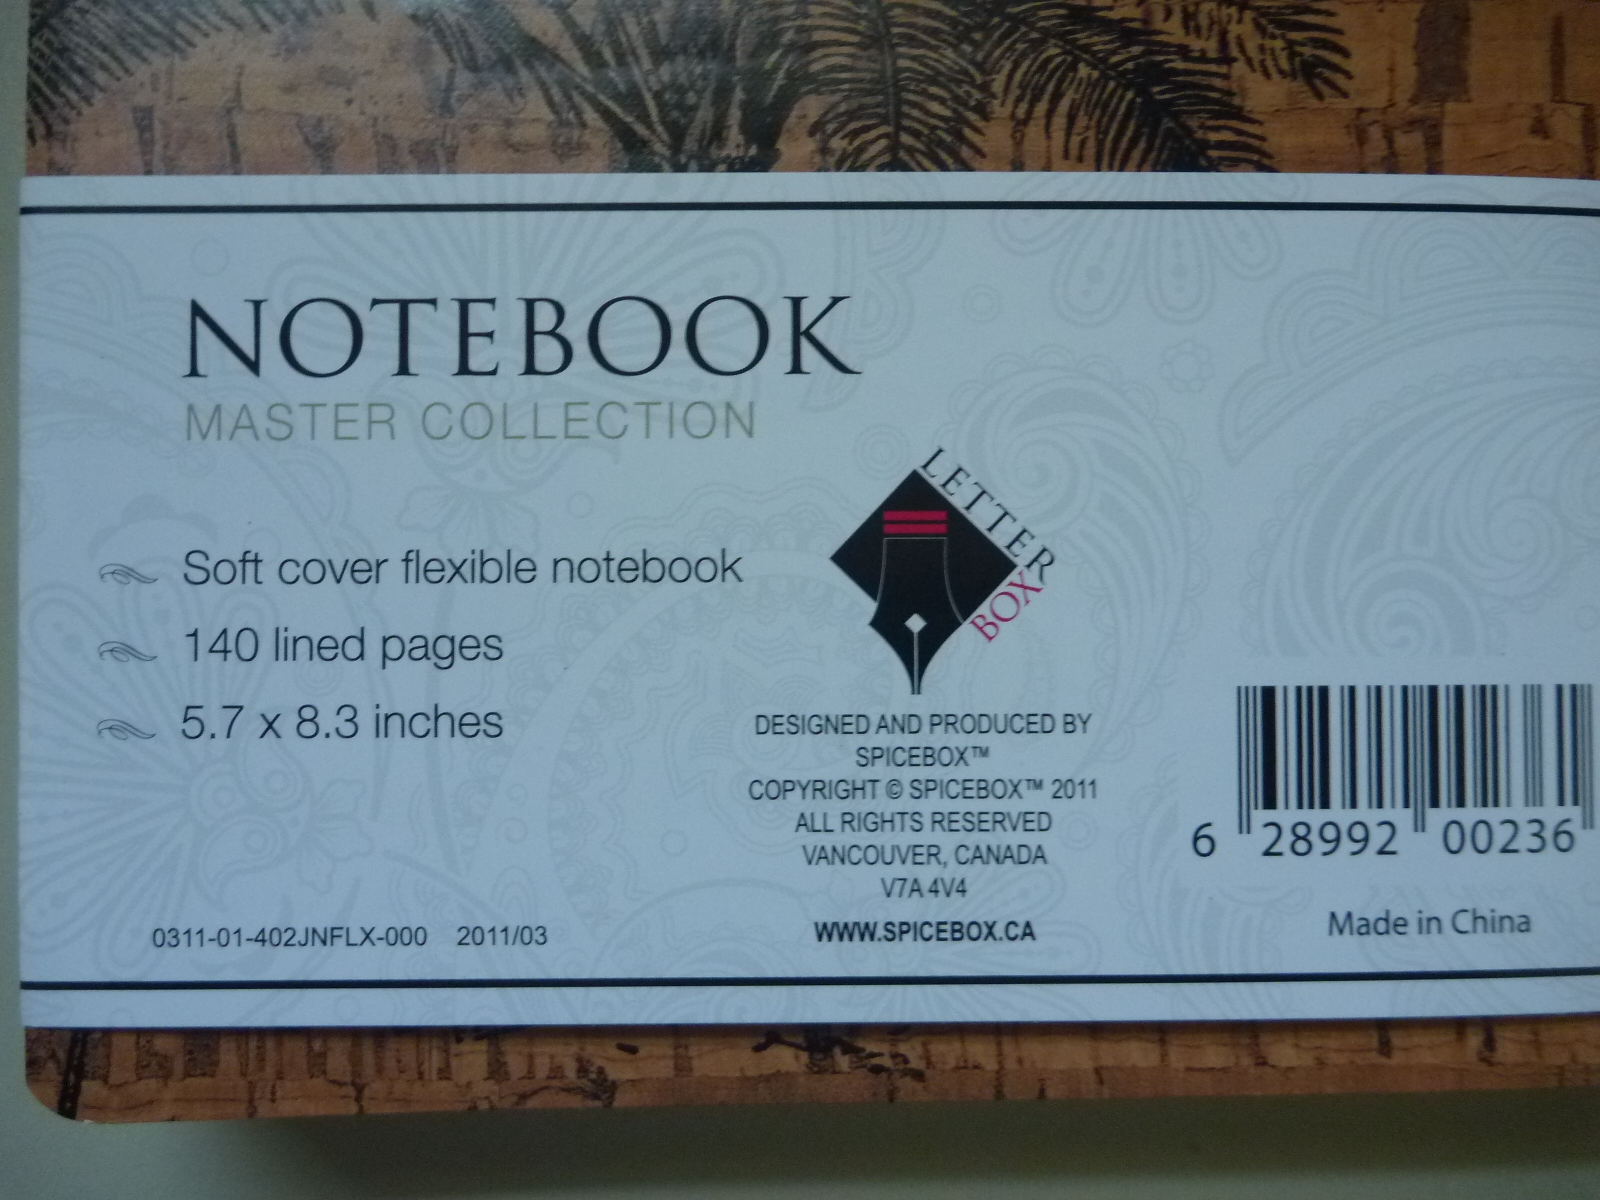 NOTEBOOK
MASTER COLLECTION
Soft cover flexible notebook
140 lined pages
5.7 x 8.3 inches
0311-01-402JNFLX-000 2011/03
LETTER
BOX
DESIGNED AND PRODUCED BY
SPICEBOX™
COPYRIGHT © SPICEBOX™ 2011
ALL RIGHTS RESERVED
VANCOUVER, CANADA
V7A 4V4
WWW.SPICEBOX.CA
6 28992 00236
Made in China